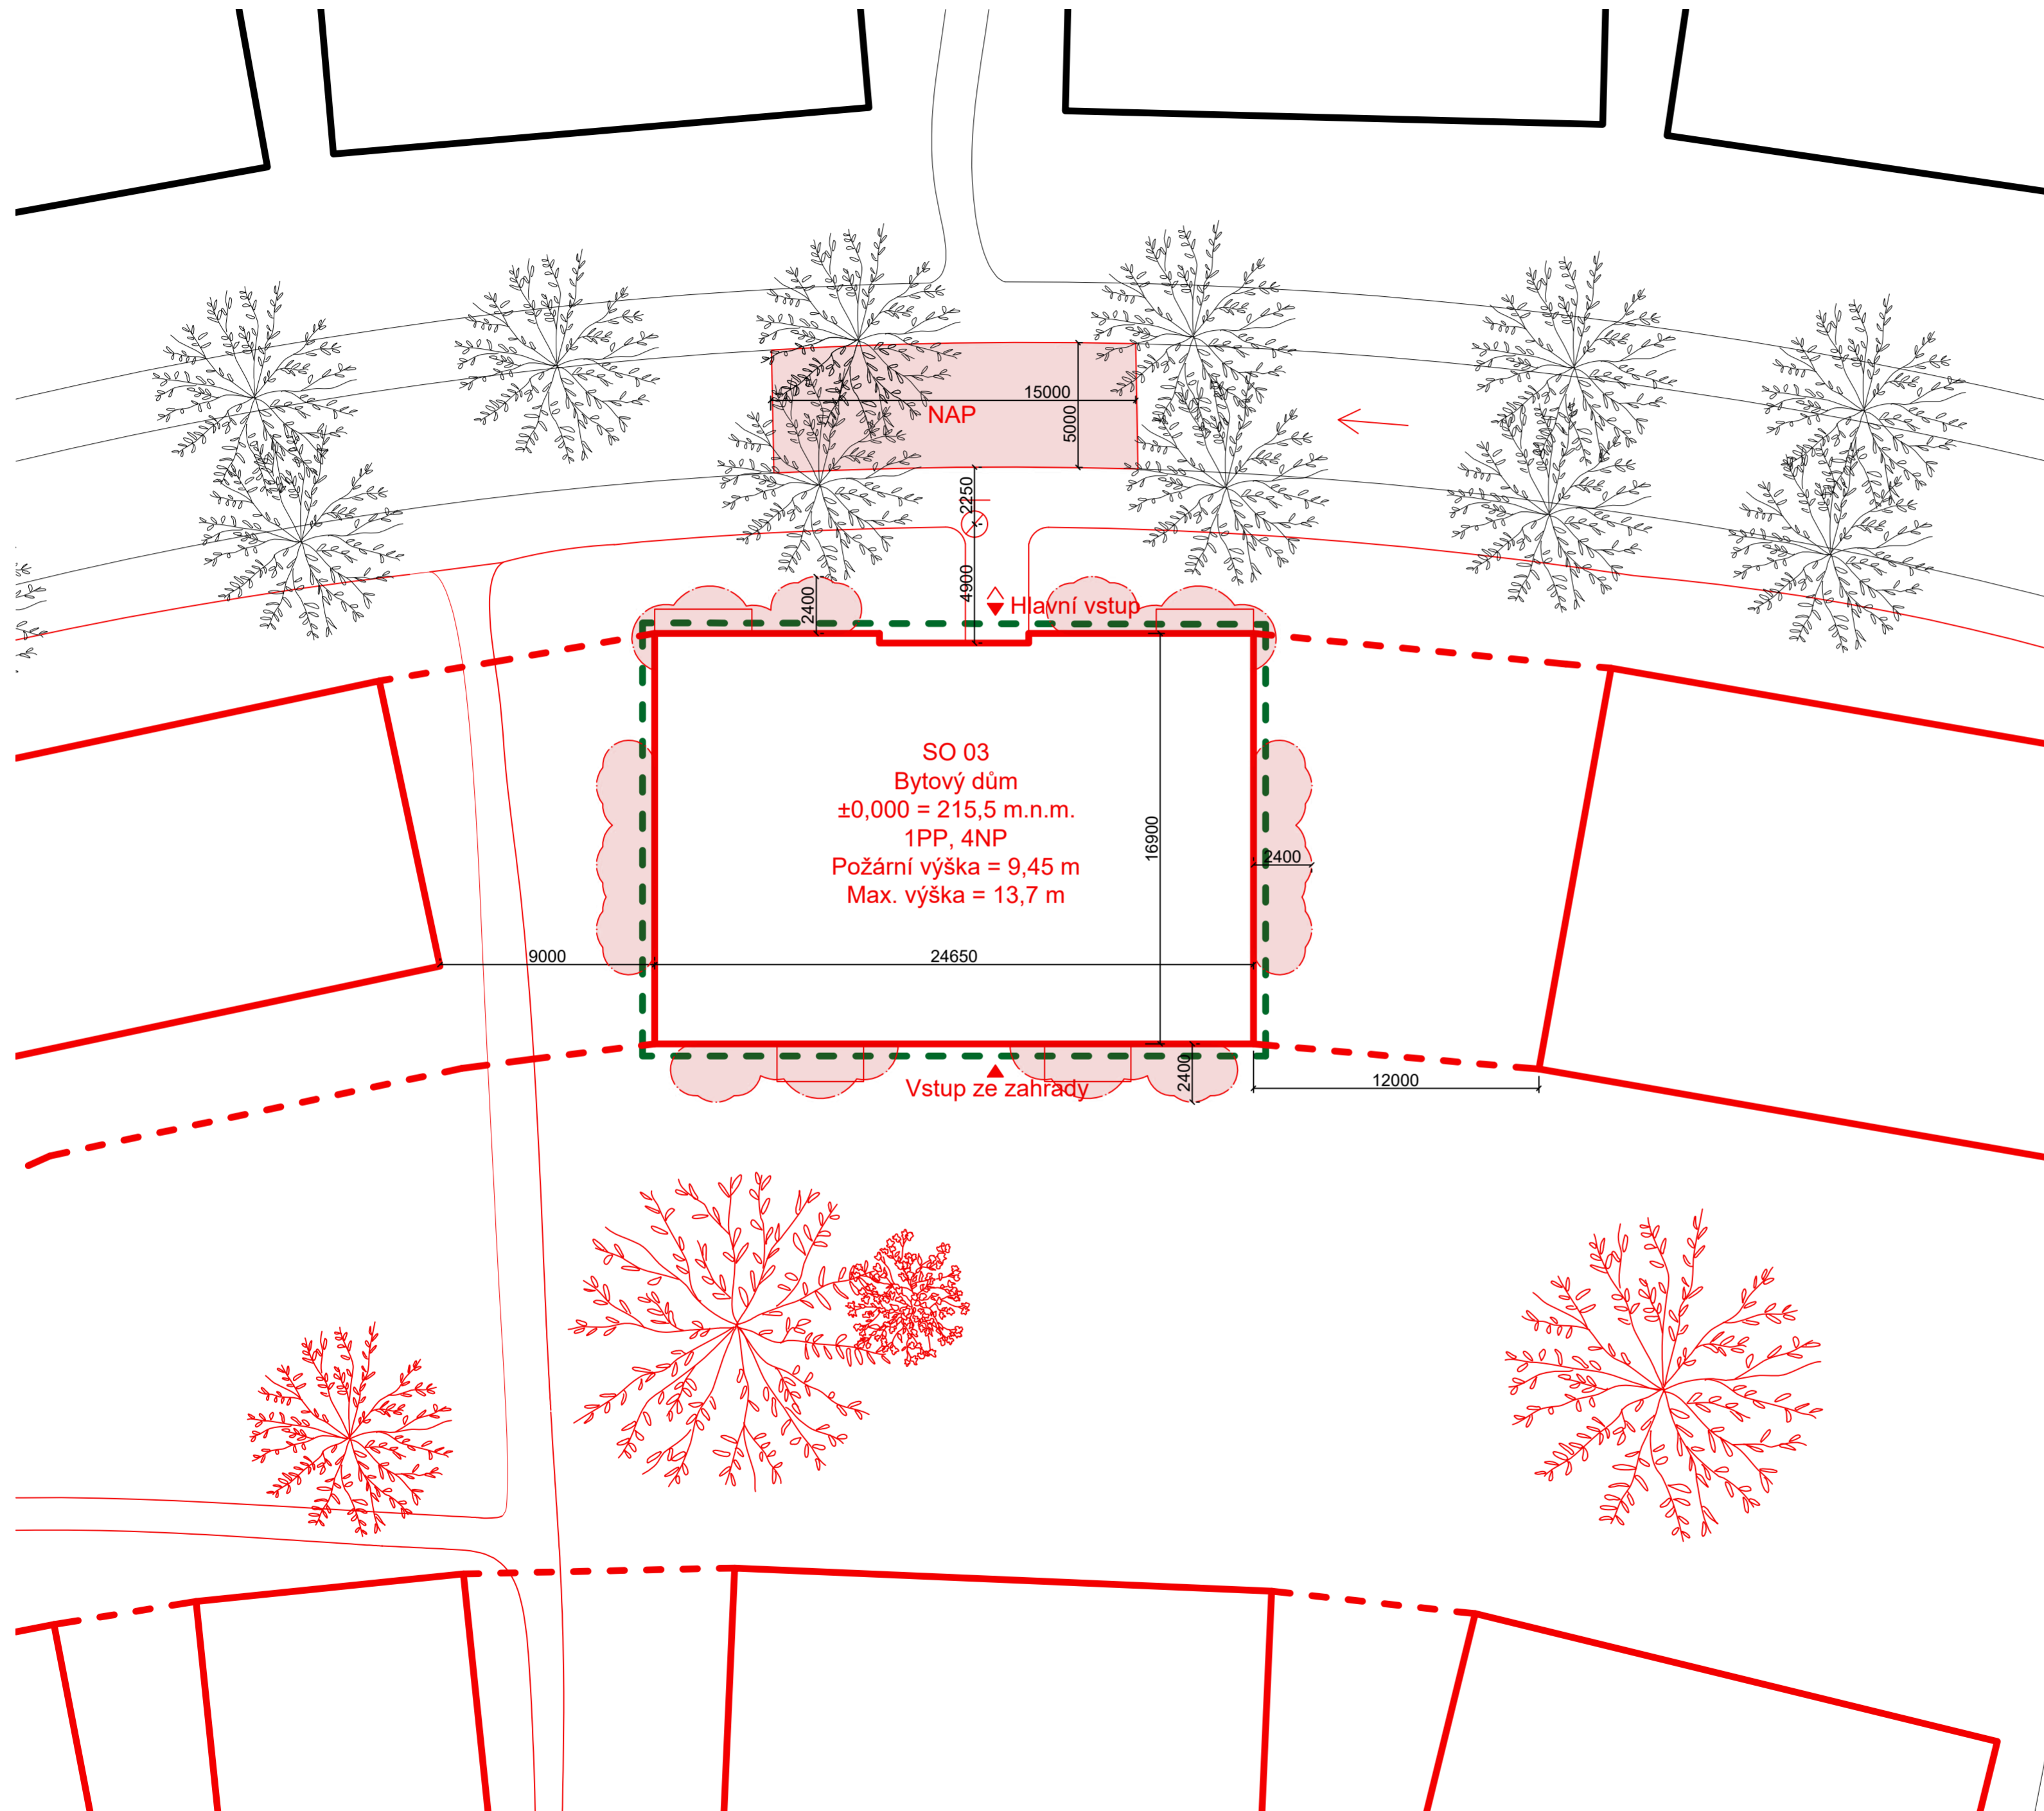 15000
NAP
5000
2250
4900
2400
Hlavní vstup
SO 03
Bytový dům
±0,000 = 215,5 m.n.m.
1PP, 4NP
Požární výška = 9,45 m
Max. výška = 13,7 m
16900
2400
9000
24650
2400
12000
Vstup ze zahrady